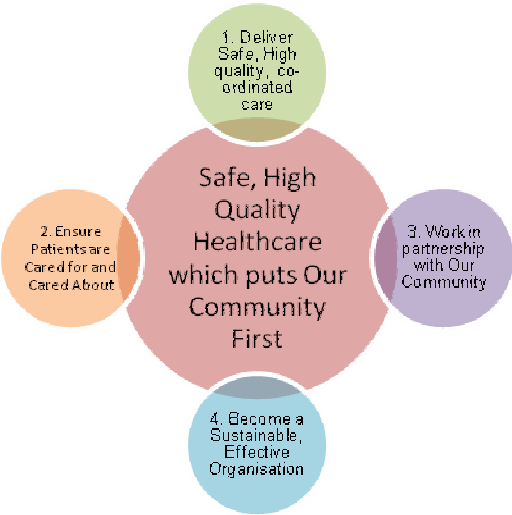 1. Deliver
Safe, High
quality, co-
ordinated
care
Safe, High
Quality
Healthcare
which puts Our
Community
First
2. Ensure
Patients are
Cared for and
Cared About
3. Work in
partnership
with Our
Community
4. Become a
Sustainable,
Effective
Organisation